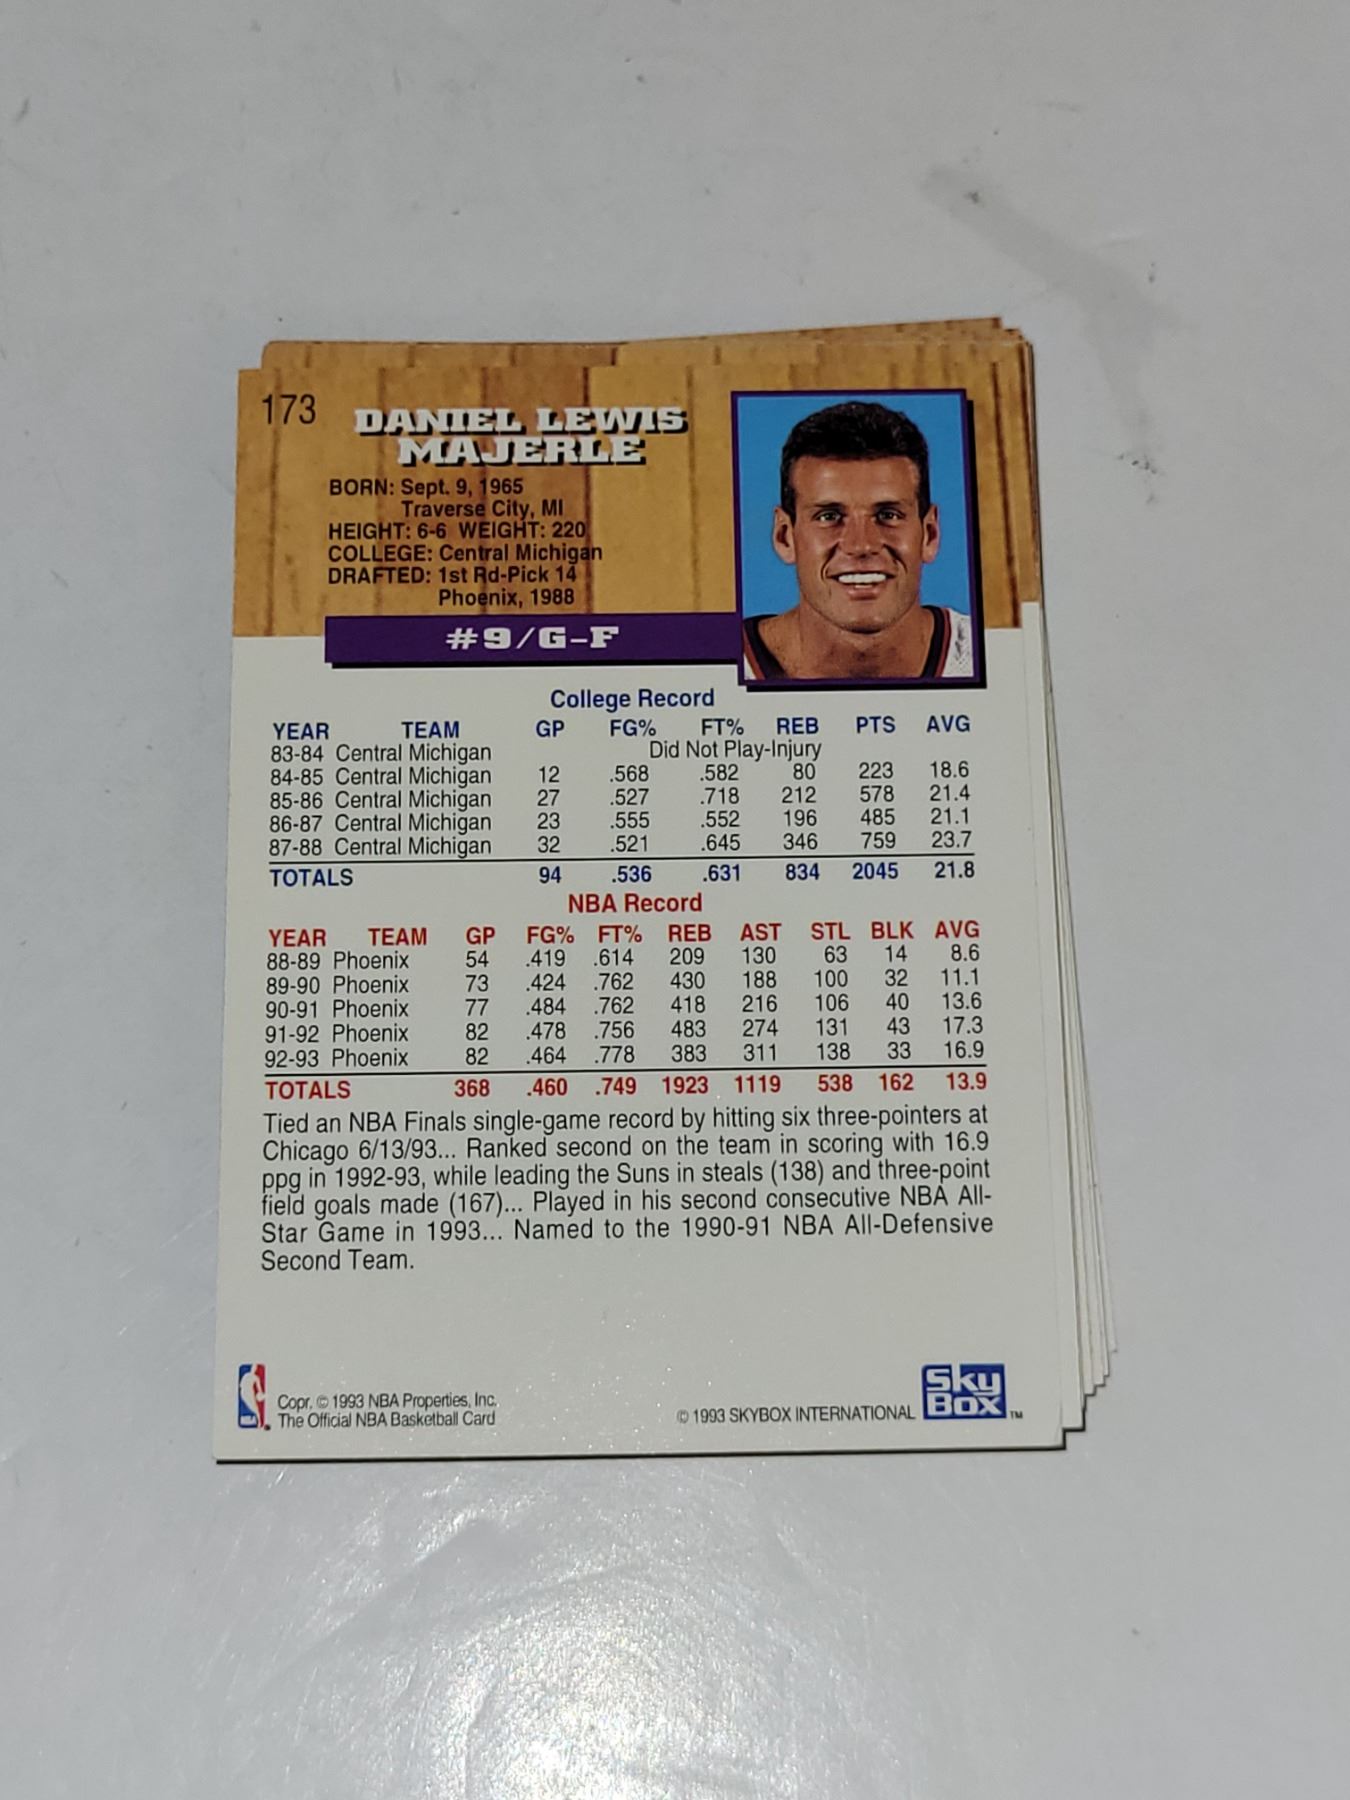 173
DANIEL LEWIS
MAJERLE
BORN: Sept. 9, 1965
Traverse City, MI
HEIGHT: 6-6 WEIGHT: 220
COLLEGE: Central Michigan
DRAFTED: 1st Rd-Pick 14
Phoenix, 1988
#9/G-F
College Record
YEAR TEAM GP FG% FT% REB PTS AVG
83-84 Central Michigan Did Not Play-Injury
84-85 Central Michigan 12 .568 .582 80 223 18.6
85-86 Central Michigan 27 .527 .718 212 578 21.4
86-87 Central Michigan 23 .555 .552 196 485 21.1
87-88 Central Michigan 32 .521 .645 346 759 23.7
TOTALS 94 .536 .631 834 2045 21.8
NBA Record
YEAR TEAM GP FG% FT% REB AST STL BLK AVG
88-89 Phoenix 54 .419 .614 209 130 63 14 8.6
89-90 Phoenix 73 .424 .762 430 188 100 32 11.1
90-91 Phoenix 77 .484 .762 418 216 106 40 13.6
91-92 Phoenix 82 .478 .756 483 274 131 43 17.3
92-93 Phoenix 82 .464 .778 383 311 138 33 16.9
TOTALS 368 .460 .749 1923 1119 538 162 13.9
Tied an NBA Finals single-game record by hitting six three-pointers at
Chicago 6/13/93... Ranked second on the team in scoring with 16.9
ppg in 1992-93, while leading the Suns in steals (138) and three-point
field goals made (167)... Played in his second consecutive NBA All-
Star Game in 1993... Named to the 1990-91 NBA All-Defensive
Second Team.
NBA
Copr. © 1993 NBA Properties, Inc.
The Official NBA Basketball Card
© 1993 SKYBOX INTERNATIONAL
Sky
Box ™